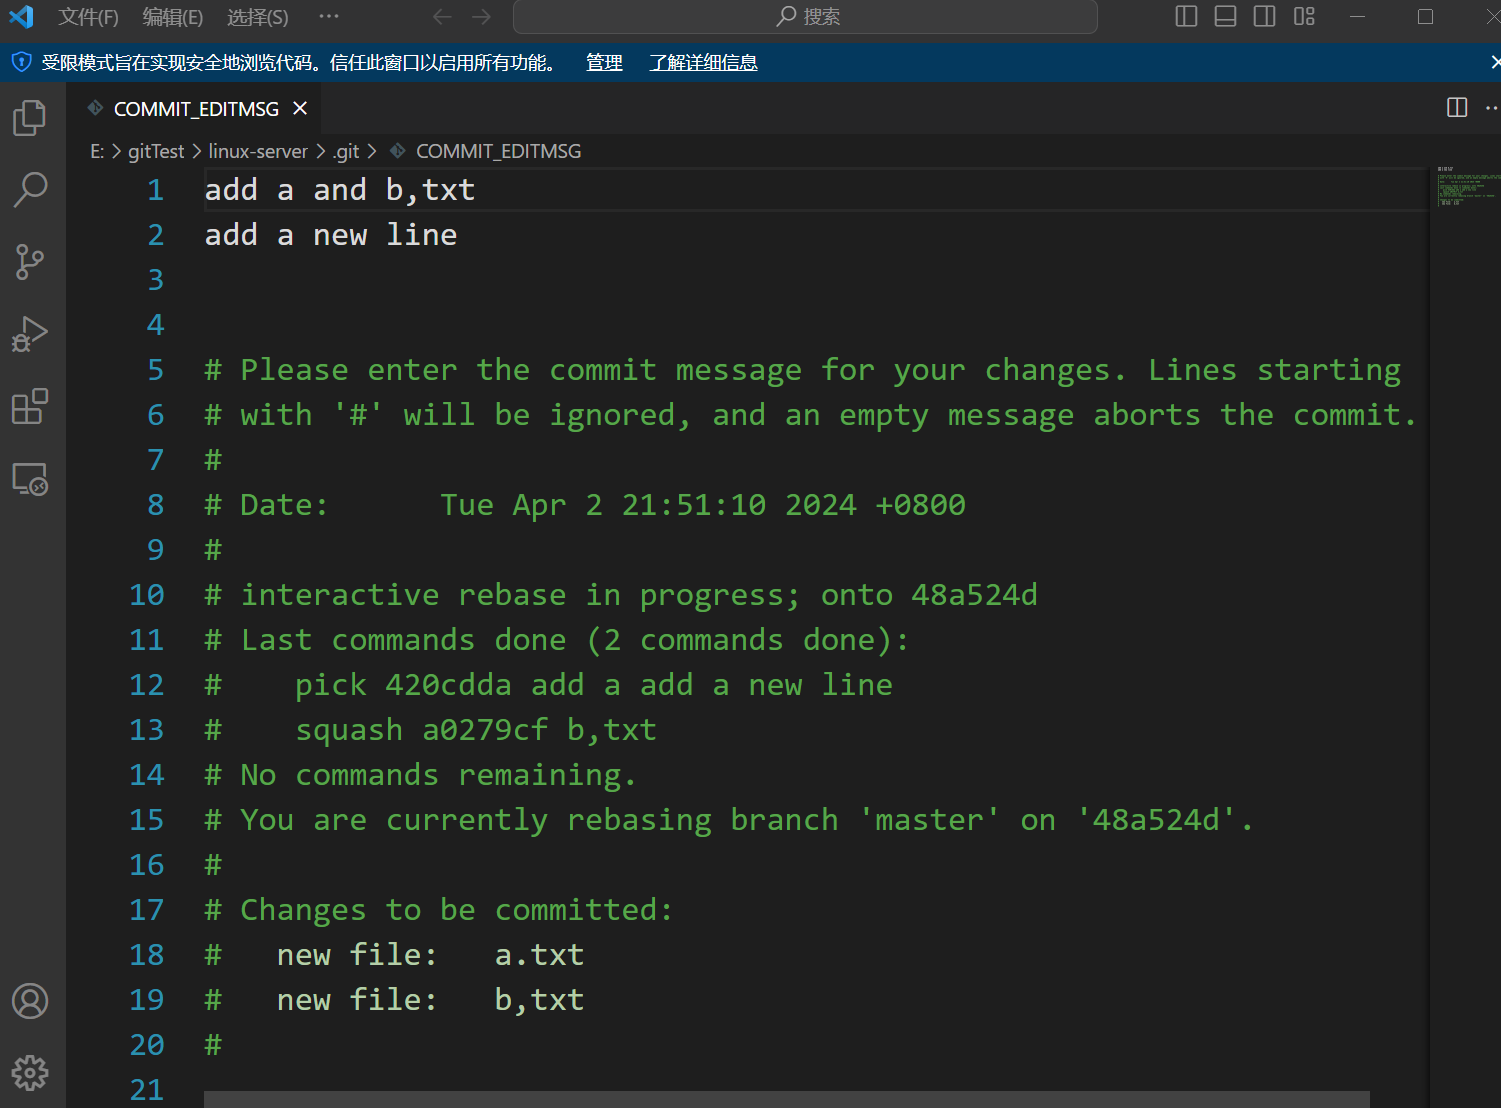 文件(F) 编辑(E) 选择(S) ··· 搜索
受限模式旨在实现安全地浏览代码。信任此窗口以启用所有功能。 管理 了解详细信息
COMMIT_EDITMSG
E: > gitTest > linux-server > .git > COMMIT_EDITMSG
1 add a and b,txt
2 add a new line
3
4
5 # Please enter the commit message for your changes. Lines starting
6 # with '#' will be ignored, and an empty message aborts the commit.
7 #
8 # Date:      Tue Apr 2 21:51:10 2024 +0800
9 #
10 # interactive rebase in progress; onto 48a524d
11 # Last commands done (2 commands done):
12 #    pick 420cdda add a add a new line
13 #    squash a0279cf b,txt
14 # No commands remaining.
15 # You are currently rebasing branch 'master' on '48a524d'.
16 #
17 # Changes to be committed:
18 #   new file:   a.txt
19 #   new file:   b,txt
20 #
21